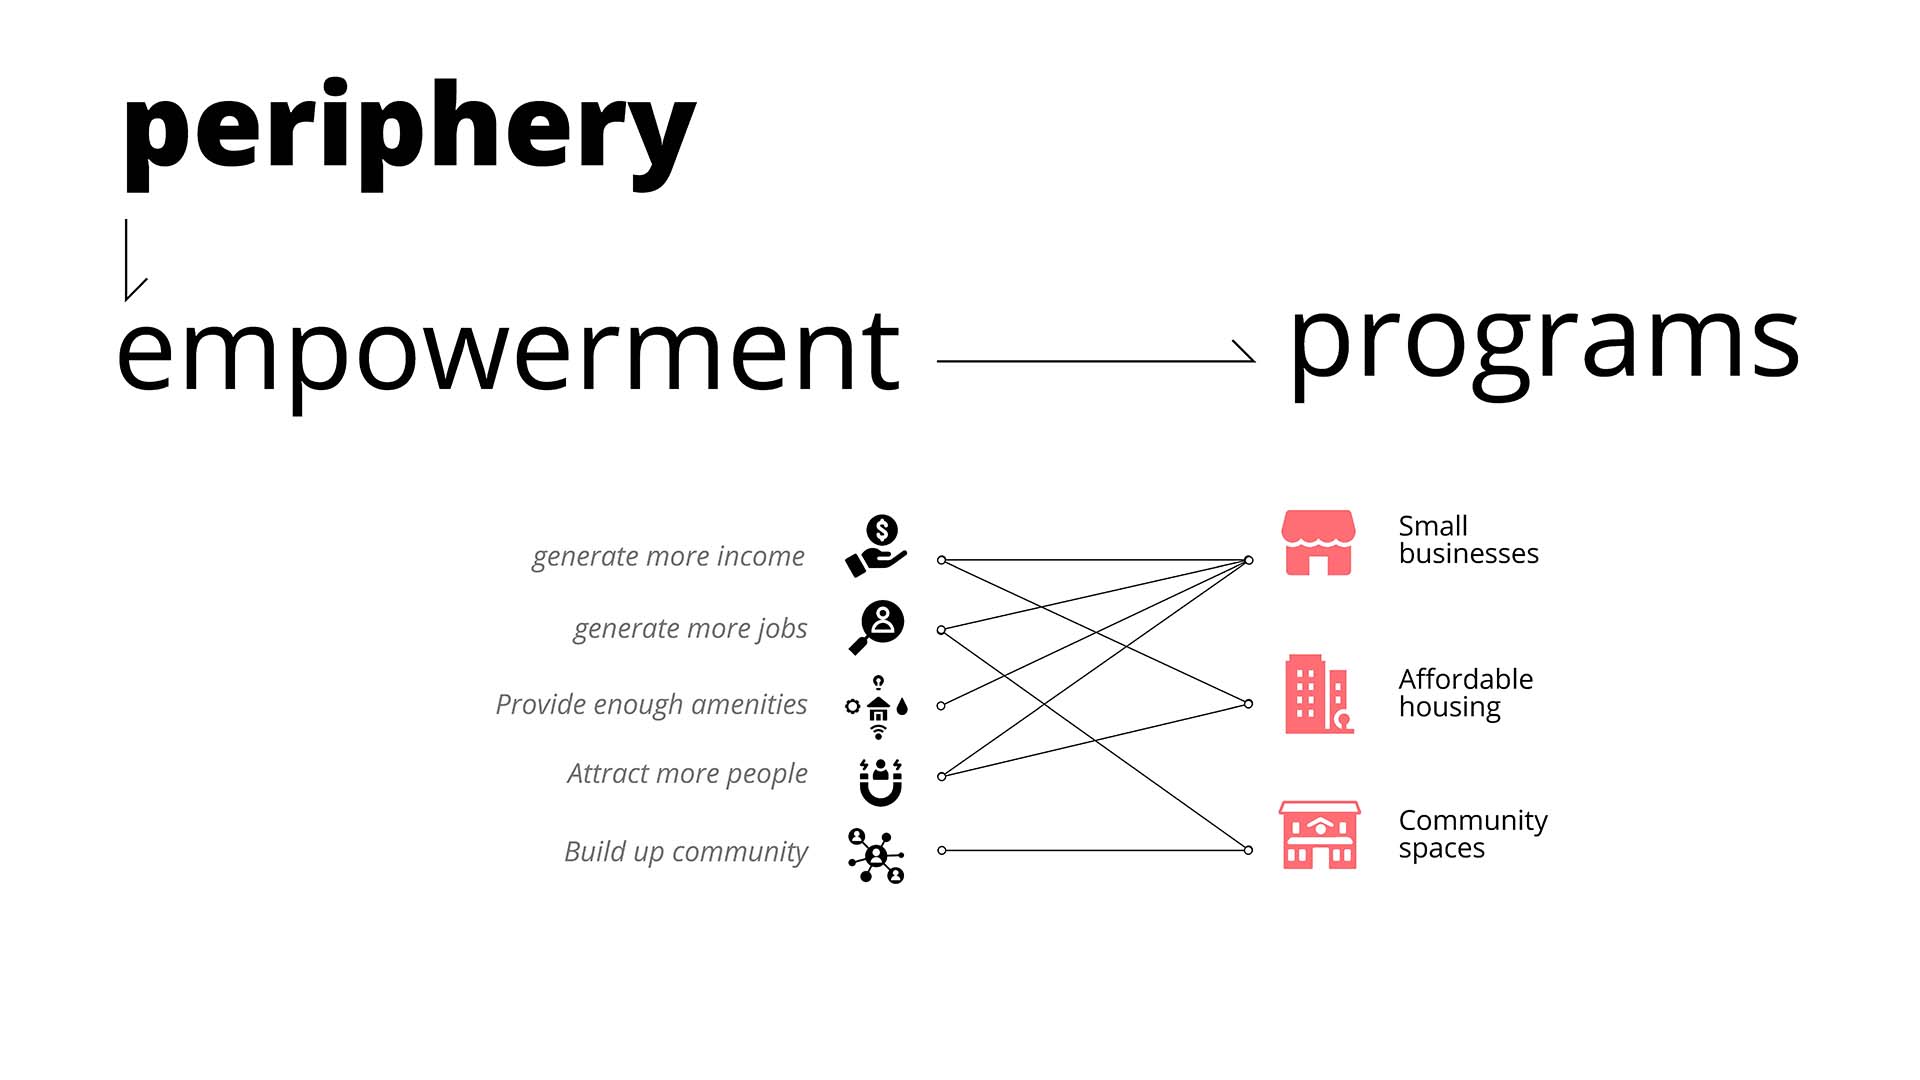 periphery
empowerment
programs
generate more income
generate more jobs
Provide enough amenities
Attract more people
Build up community
$
Small
businesses
Affordable
housing
Community
spaces